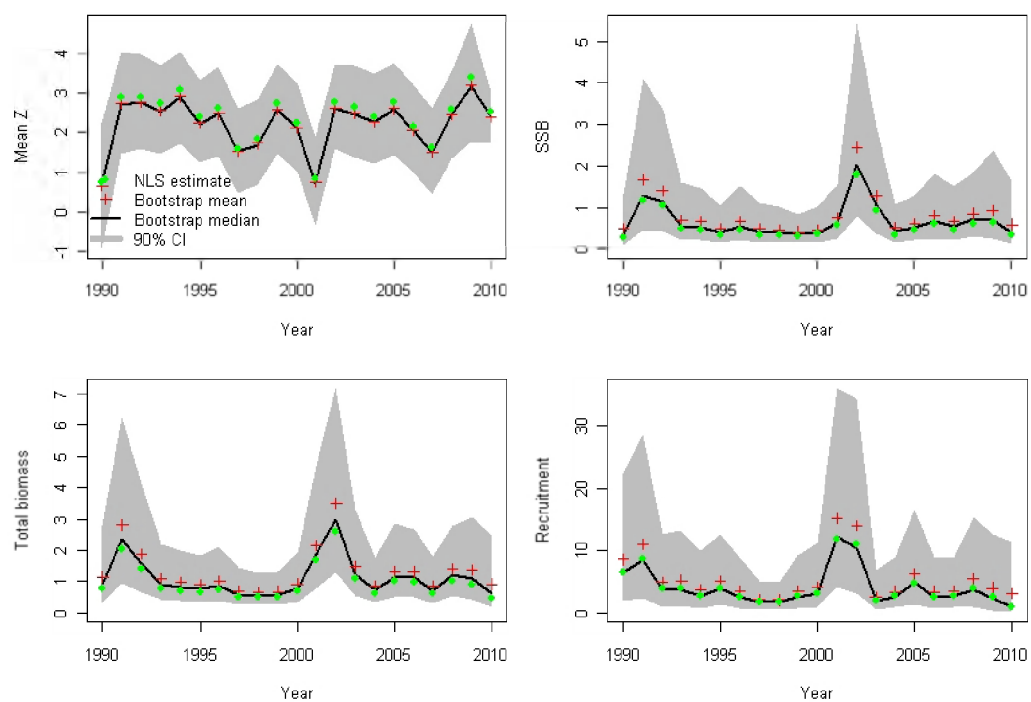 Mean Z
4
3
2
1
0
-1
NLS estimate
Bootstrap mean
Bootstrap median
90% CI
1990 1995 2000 2005 2010
Year
SSB
5
4
3
2
1
0
1990 1995 2000 2005 2010
Year
Total biomass
7
6
5
4
3
2
1
0
1990 1995 2000 2005 2010
Year
Recruitment
30
20
10
0
1990 1995 2000 2005 2010
Year